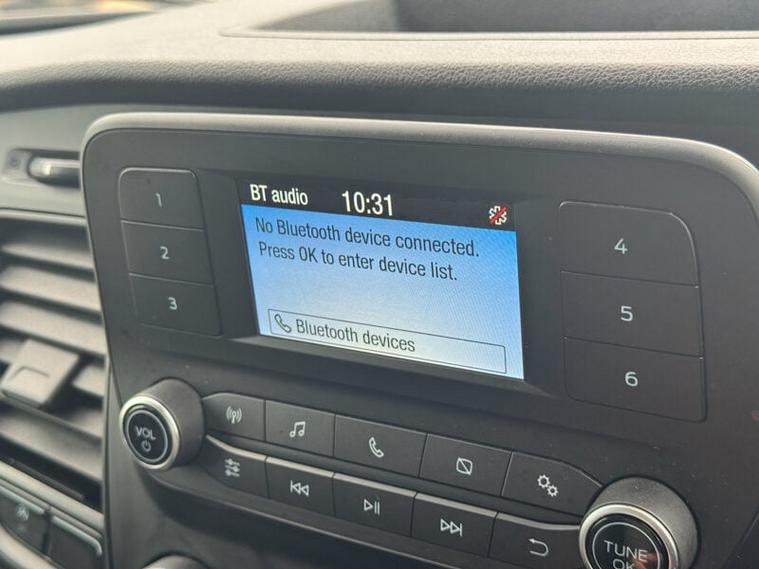 BT audio 10:31
No Bluetooth device connected.
Press OK to enter device list.
Bluetooth devices
1
2
3
4
5
6
VOL
TUNE
OK